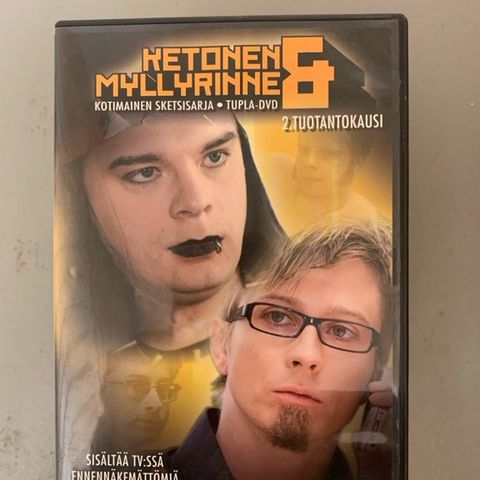 KETONEN &
MYLLYRINNE
KOTIMAINEN SKETSISARJA • TUPLA-DVD
2.TUOTANTOKAUSI
SISÄLTÄÄ TV:SSÄ
ENNENNÄKEMÄTTÖMIÄ